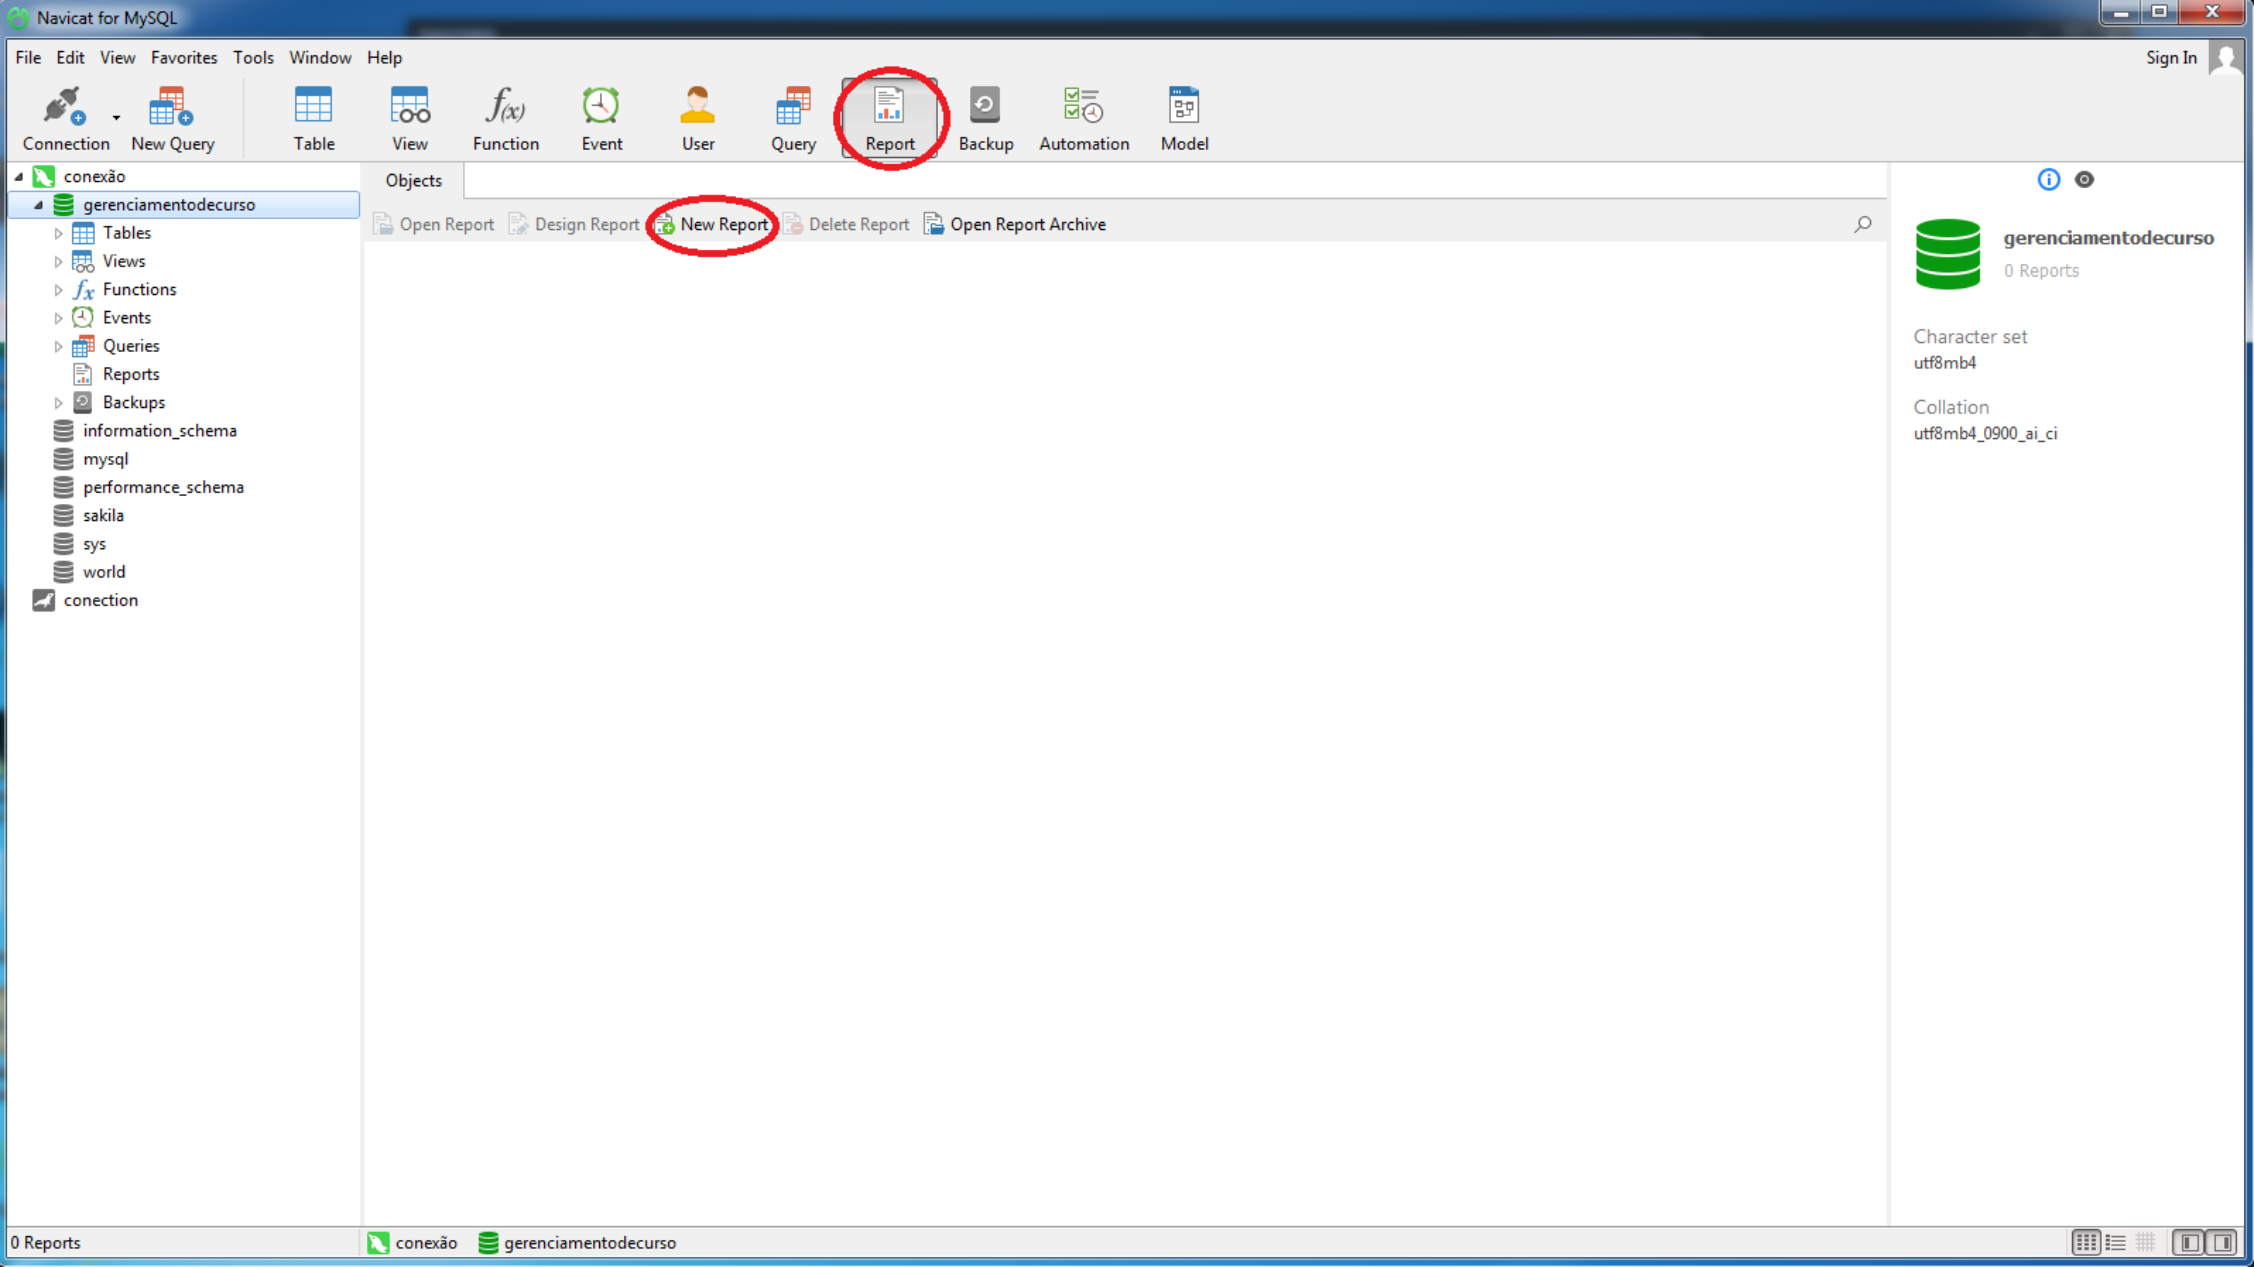 Navicat for MySQL
File Edit View Favorites Tools Window Help
Sign In
Connection New Query Table View Function Event User Query Report Backup Automation Model
conexão
gerenciamentodecurso
Tables
Views
Functions
Events
Queries
Reports
Backups
information_schema
mysql
performance_schema
sakila
sys
world
conection
Objects
Open Report Design Report New Report Delete Report Open Report Archive
gerenciamentodecurso
0 Reports
Character set
utf8mb4
Collation
utf8mb4_0900_ai_ci
0 Reports conexão gerenciamentodecurso